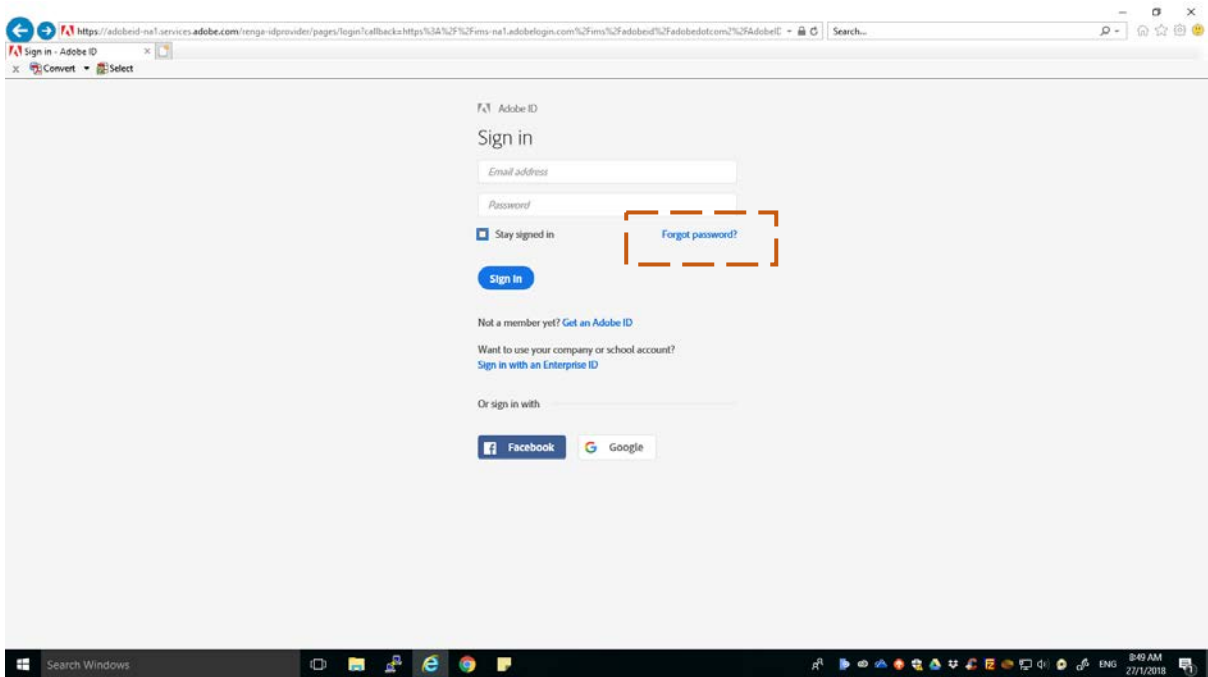 https://adobeid-na1.services.adobe.com/renga-idprovider/pages/login?callback=https%3A%2F%2Fims-na1.adobelogin.com%2Fims%2Fadobeid%2Fadobedotcom2%2FAdobeID
Search...
Sign in - Adobe ID
x Convert Select
Adobe ID
Sign in
Email address
Password
Stay signed in Forgot password?
Sign in
Not a member yet? Get an Adobe ID
Want to use your company or school account?
Sign in with an Enterprise ID
Or sign in with
Facebook Google
Search Windows
ENG
8:49 AM
27/1/2018